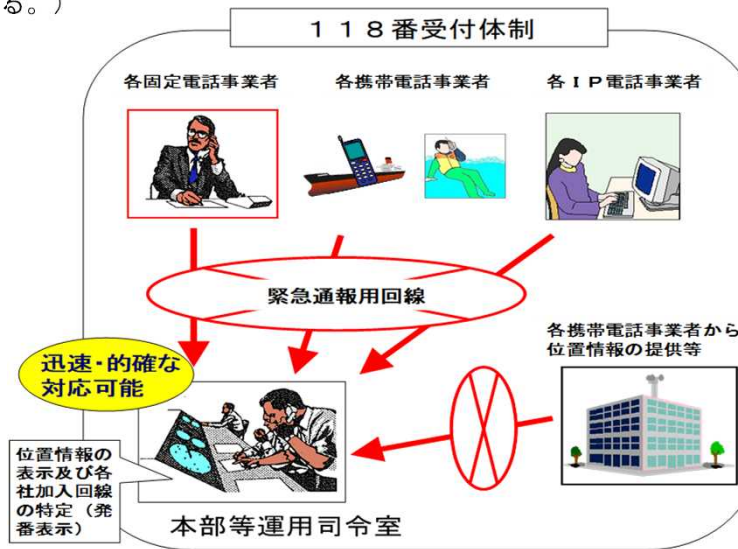 る。）
１１８番受付体制
各固定電話事業者
各携帯電話事業者
各ＩＰ電話事業者
緊急通報用回線
各携帯電話事業者から
位置情報の提供等
迅速・的確な
対応可能
位置情報の
表示及び各
社加入回線
の特定（発
番表示）
本部等運用司令室